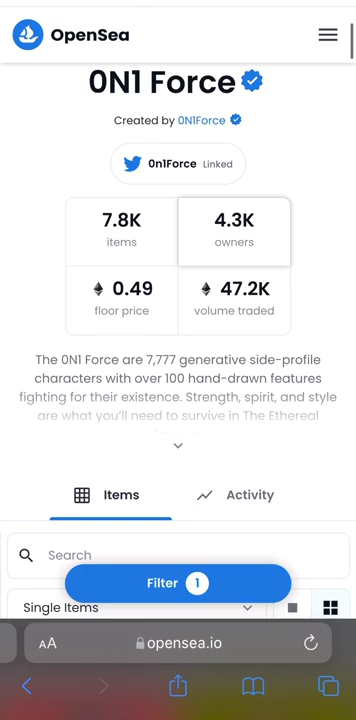 OpenSea
0N1 Force
Created by 0N1Force
0n1Force Linked
7.8K
items
4.3K
owners
0.49
floor price
47.2K
volume traded
The 0N1 Force are 7,777 generative side-profile
characters with over 100 hand-drawn features
fighting for their existence. Strength, spirit, and style
are what you'll need to survive in The Ethereal
Items
Activity
Search
Filter 1
Single Items
AA
opensea.io